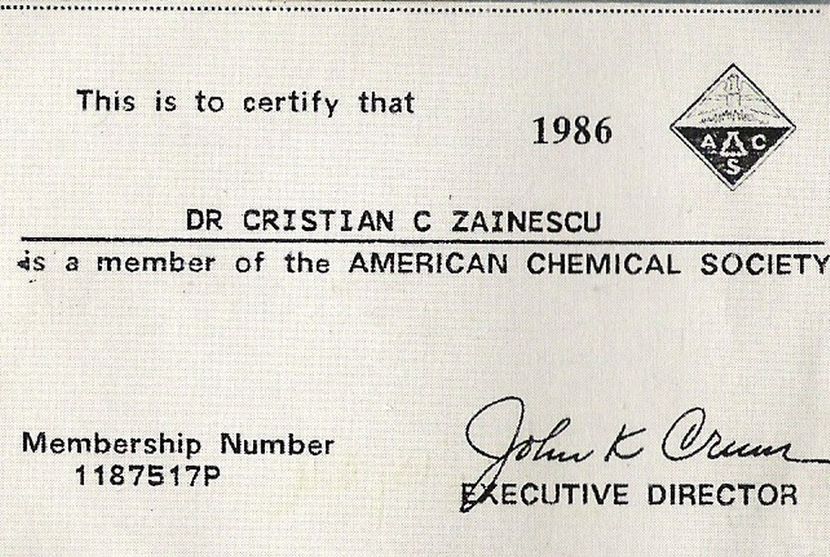 This is to certify that
1986
A C
S
DR CRISTIAN C ZAINESCU
is a member of the AMERICAN CHEMICAL SOCIETY
Membership Number
1187517P
John K Crum
EXECUTIVE DIRECTOR